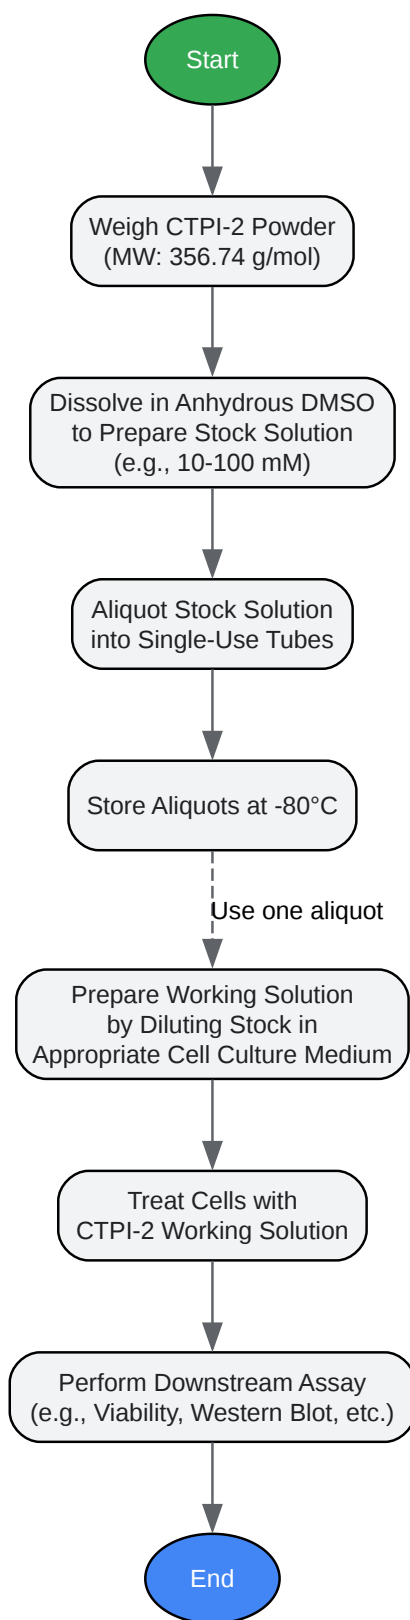 Start
Weigh CTPI-2 Powder
(MW: 356.74 g/mol)
Dissolve in Anhydrous DMSO
to Prepare Stock Solution
(e.g., 10-100 mM)
Aliquot Stock Solution
into Single-Use Tubes
Store Aliquots at -80°C
Use one aliquot
Prepare Working Solution
by Diluting Stock in
Appropriate Cell Culture Medium
Treat Cells with
CTPI-2 Working Solution
Perform Downstream Assay
(e.g., Viability, Western Blot, etc.)
End